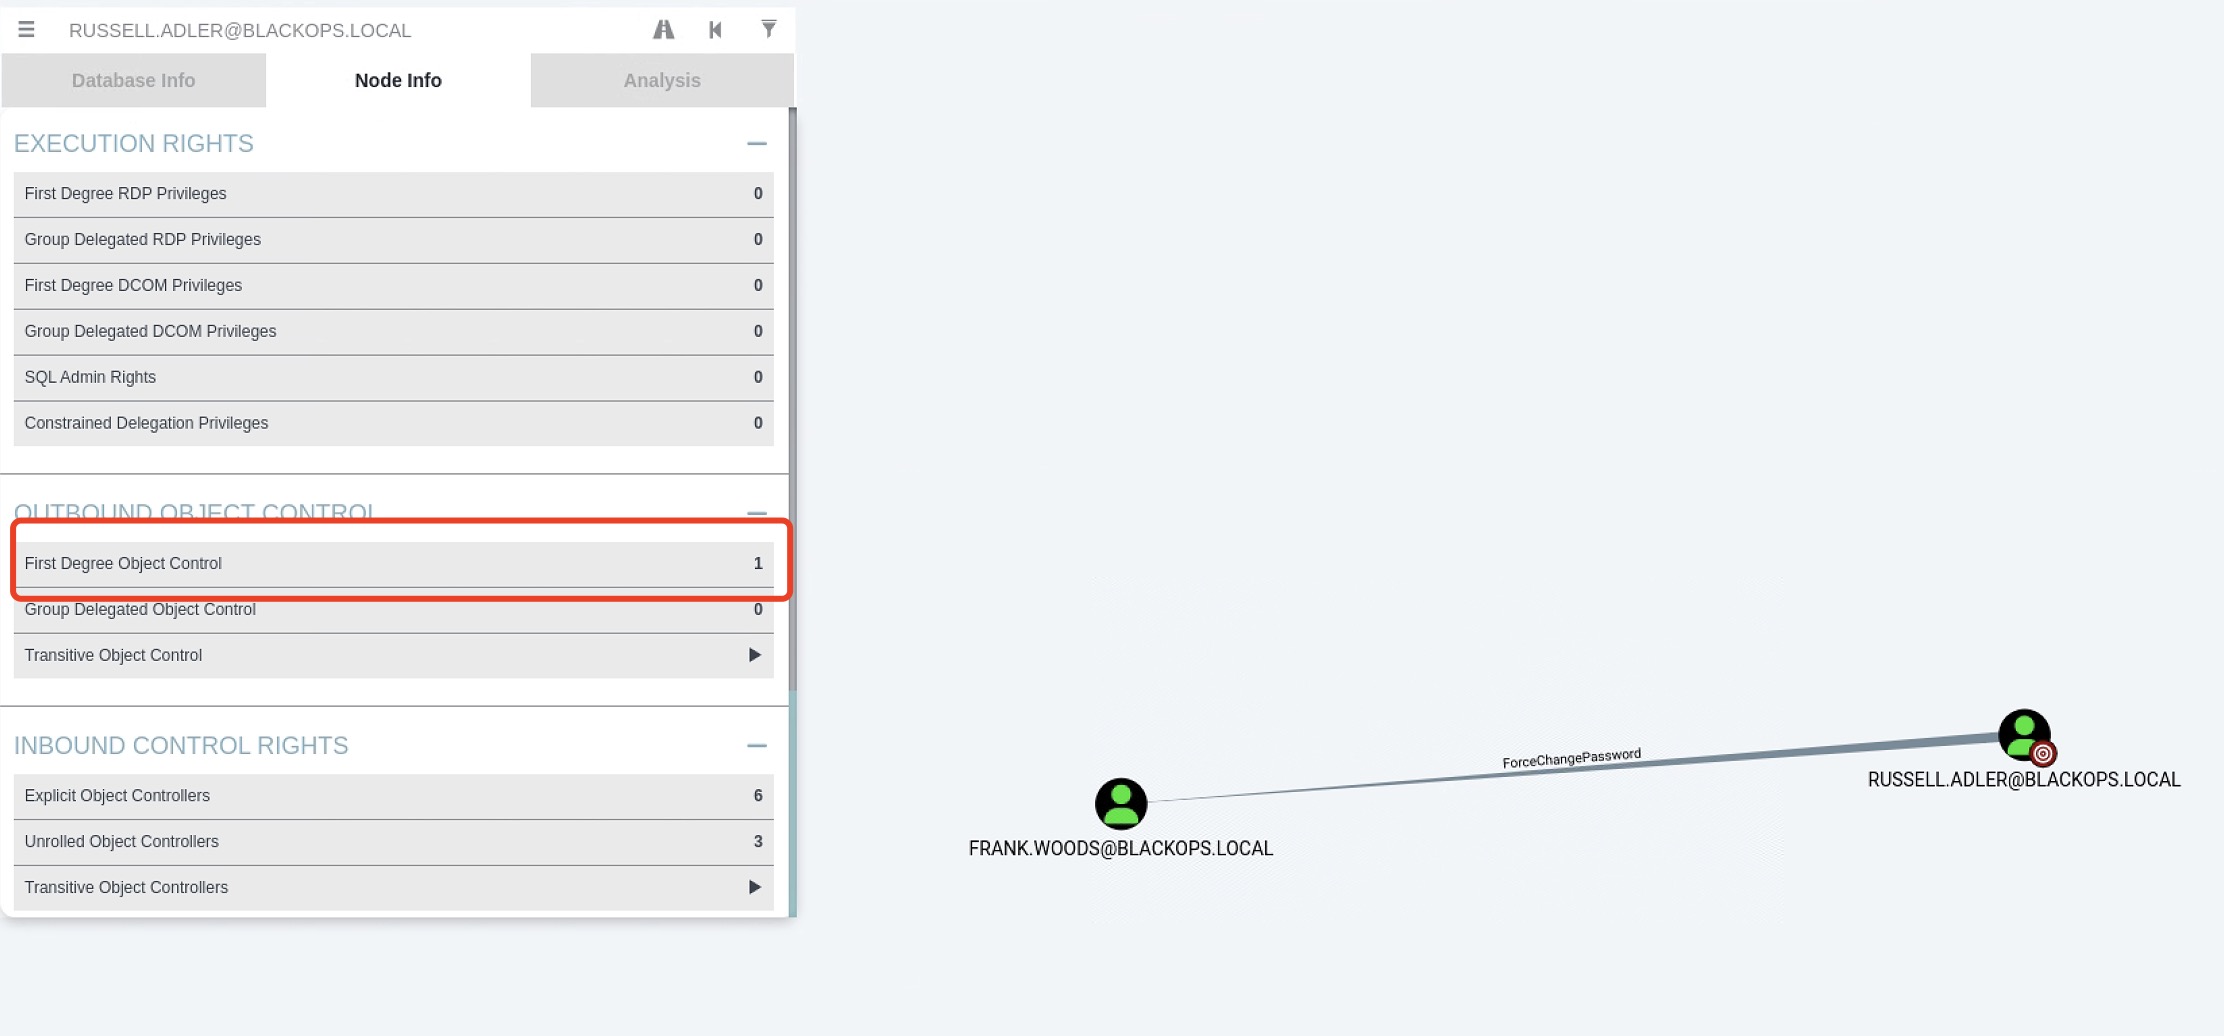 RUSSELL.ADLER@BLACKOPS.LOCAL
Database Info
Node Info
Analysis
EXECUTION RIGHTS
First Degree RDP Privileges 0
Group Delegated RDP Privileges 0
First Degree DCOM Privileges 0
Group Delegated DCOM Privileges 0
SQL Admin Rights 0
Constrained Delegation Privileges 0
OUTBOUND OBJECT CONTROL
First Degree Object Control 1
Group Delegated Object Control 0
Transitive Object Control
INBOUND CONTROL RIGHTS
Explicit Object Controllers 6
Unrolled Object Controllers 3
Transitive Object Controllers
ForceChangePassword
RUSSELL.ADLER@BLACKOPS.LOCAL
FRANK.WOODS@BLACKOPS.LOCAL